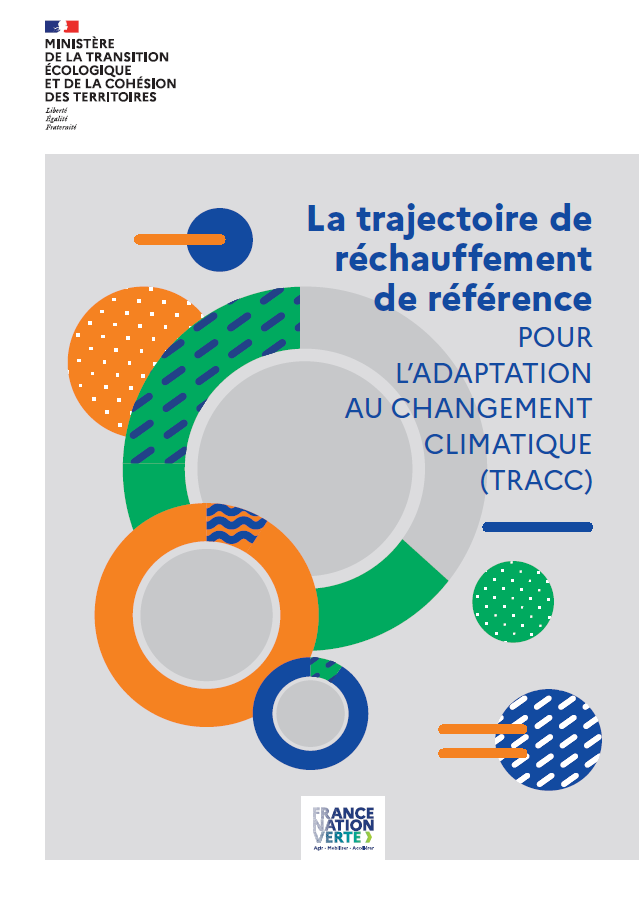 MINISTÈRE
DE LA TRANSITION
ÉCOLOGIQUE
ET DE LA COHÉSION
DES TERRITOIRES
Liberté
Égalité
Fraternité
La trajectoire de
réchauffement
de référence
POUR
L’ADAPTATION
AU CHANGEMENT
CLIMATIQUE
(TRACC)
FRANCE
NATION
VERTE
Agir • Mobiliser • Accélérer